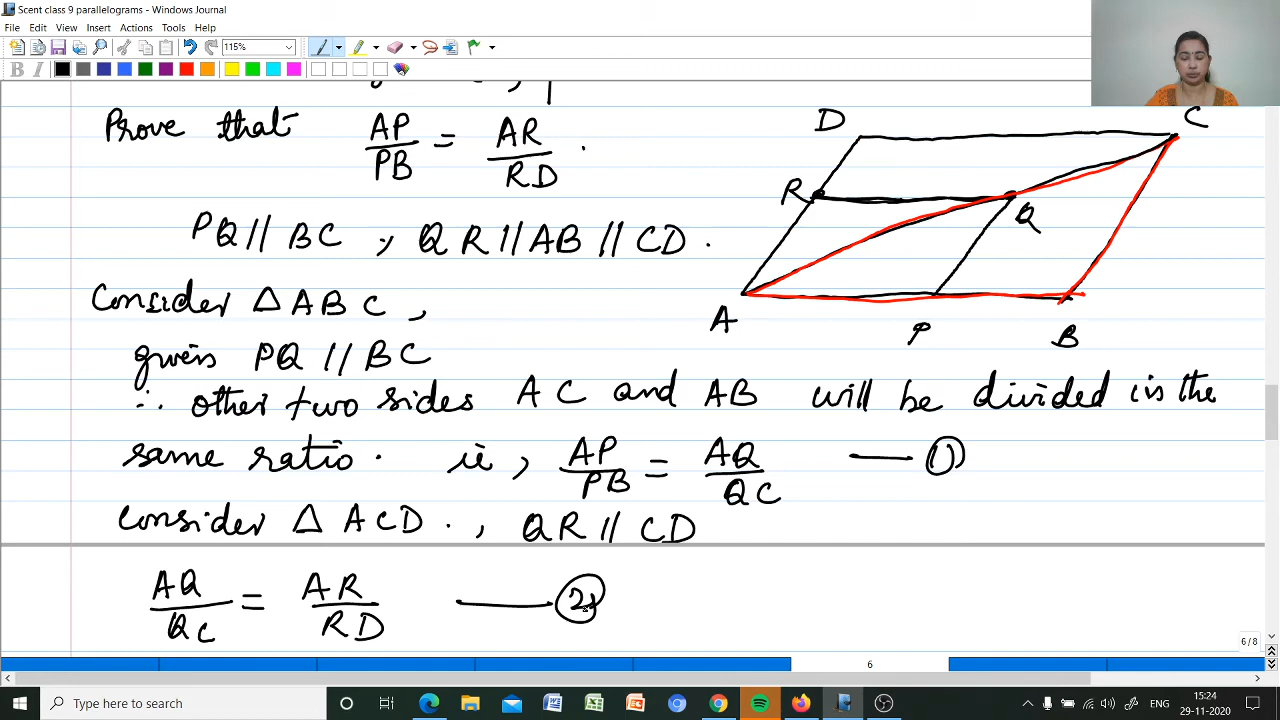 Scent class 9 parallelograms - Windows Journal
File Edit View Insert Actions Tools Help
115%
B I
Prove that AP/PB = AR/RD .
D C
R Q
A P B
PQ // BC , QR // AB // CD .
Consider △ ABC ,
given PQ // BC
∴ other two sides AC and AB will be divided in the
same ratio . ie , AP/PB = AQ/QC —— ①
Consider △ ACD . , QR // CD
AQ/QC = AR/RD —— ②
6/8
6
Type here to search
ENG
15:24
29-11-2020